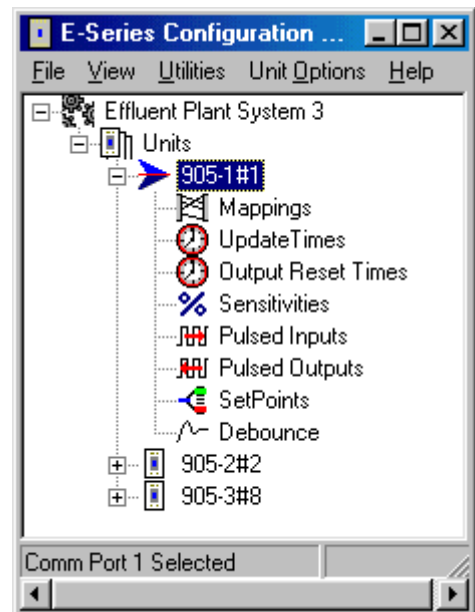 E-Series Configuration ...
File View Utilities Unit Options Help
Effluent Plant System 3
Units
905-1#1
Mappings
UpdateTimes
Output Reset Times
Sensitivities
Pulsed Inputs
Pulsed Outputs
SetPoints
Debounce
905-2#2
905-3#8
Comm Port 1 Selected